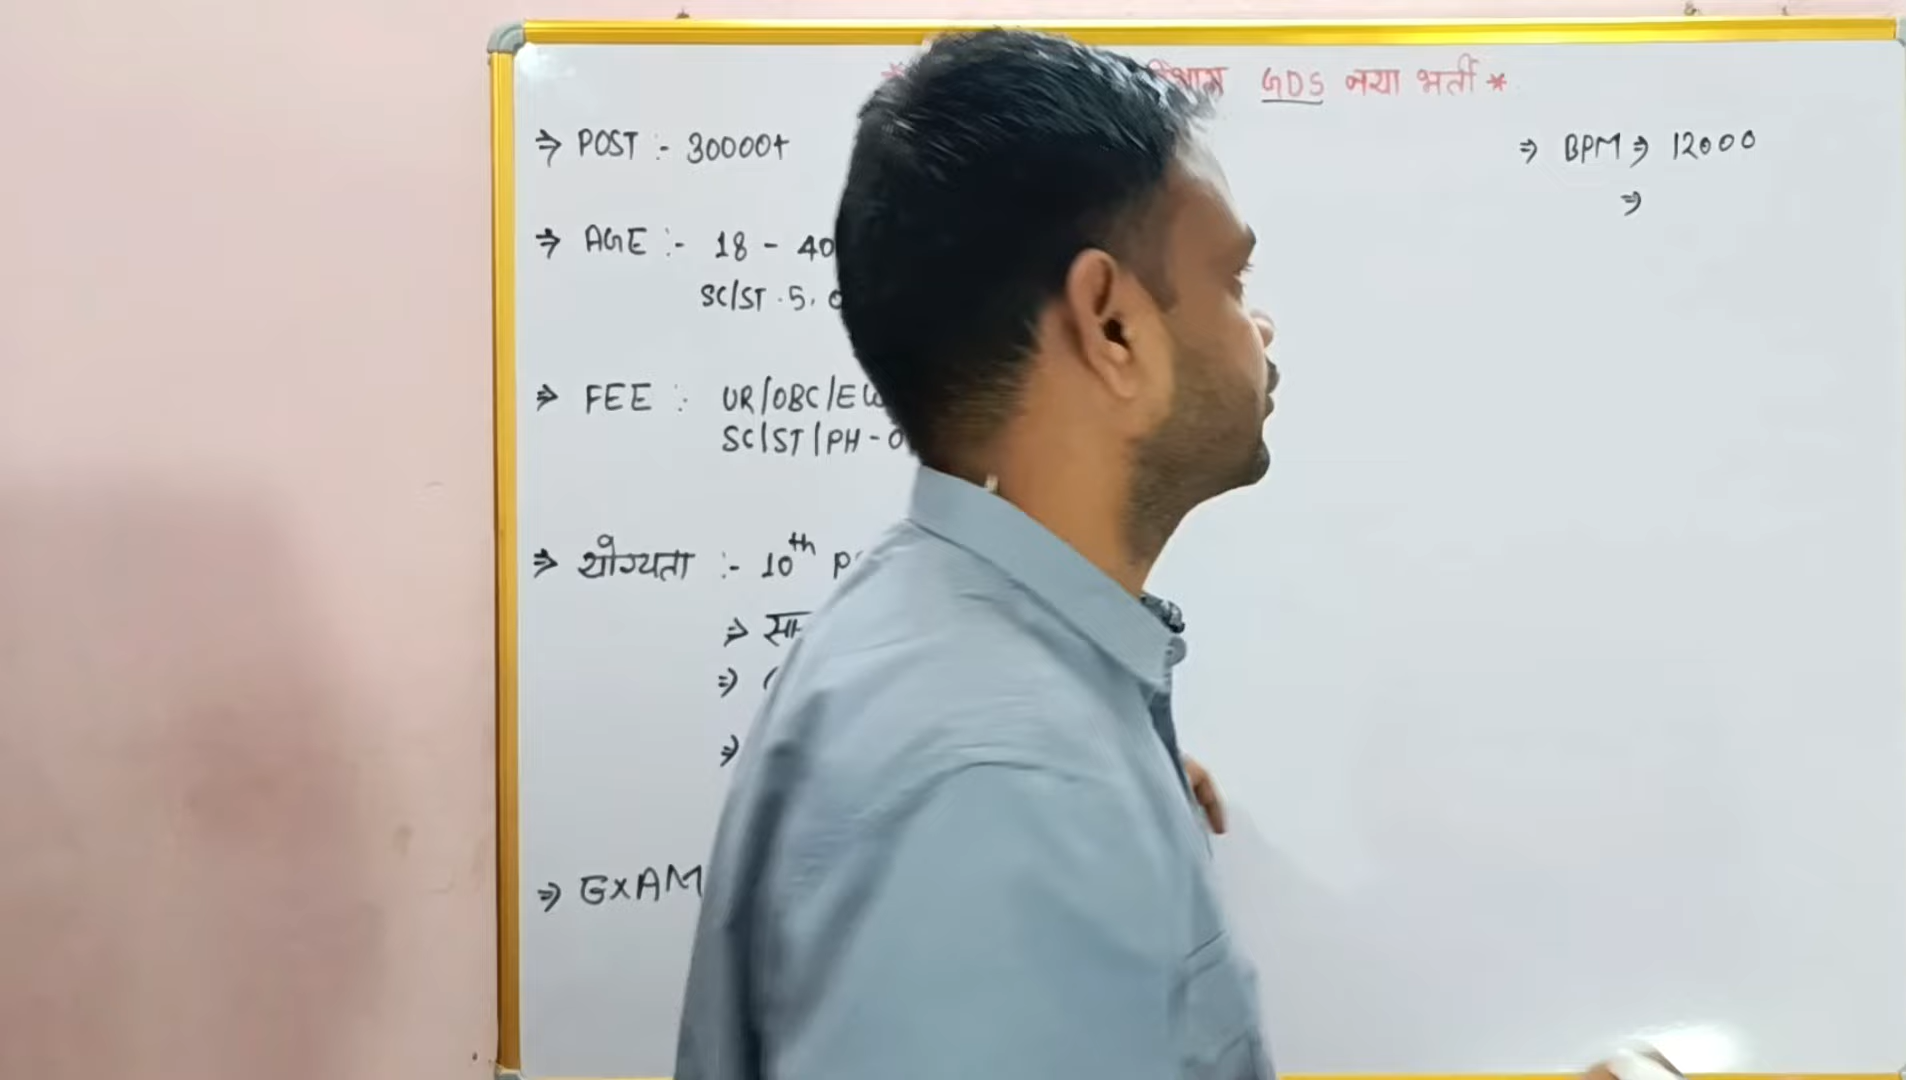 GDS नया भर्ती *
⇒ POST :- 30000+
⇒ BPM ⇒ 12000
⇒
⇒ AGE :- 18 - 40
SC/ST . 5,
⇒ FEE : UR/OBC/EW
SC/ST/PH - 0
⇒ योग्यता :- 10th
⇒
⇒ (
⇒
⇒ EXAM